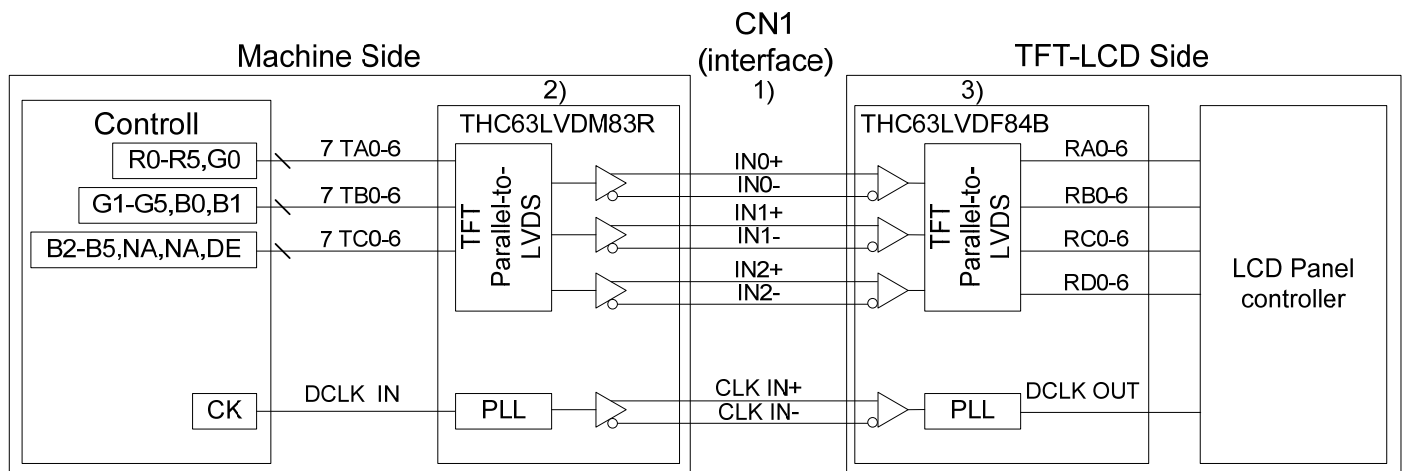 CN1
(interface)
1)
Machine Side
TFT-LCD Side
2)
3)
Controll
R0-R5,G0
G1-G5,B0,B1
B2-B5,NA,NA,DE
CK
7 TA0-6
7 TB0-6
7 TC0-6
DCLK IN
THC63LVDM83R
TFT
Parallel-to-
LVDS
PLL
IN0+
IN0-
IN1+
IN1-
IN2+
IN2-
CLK IN+
CLK IN-
THC63LVDF84B
TFT
Parallel-to-
LVDS
PLL
RA0-6
RB0-6
RC0-6
RD0-6
DCLK OUT
LCD Panel
controller